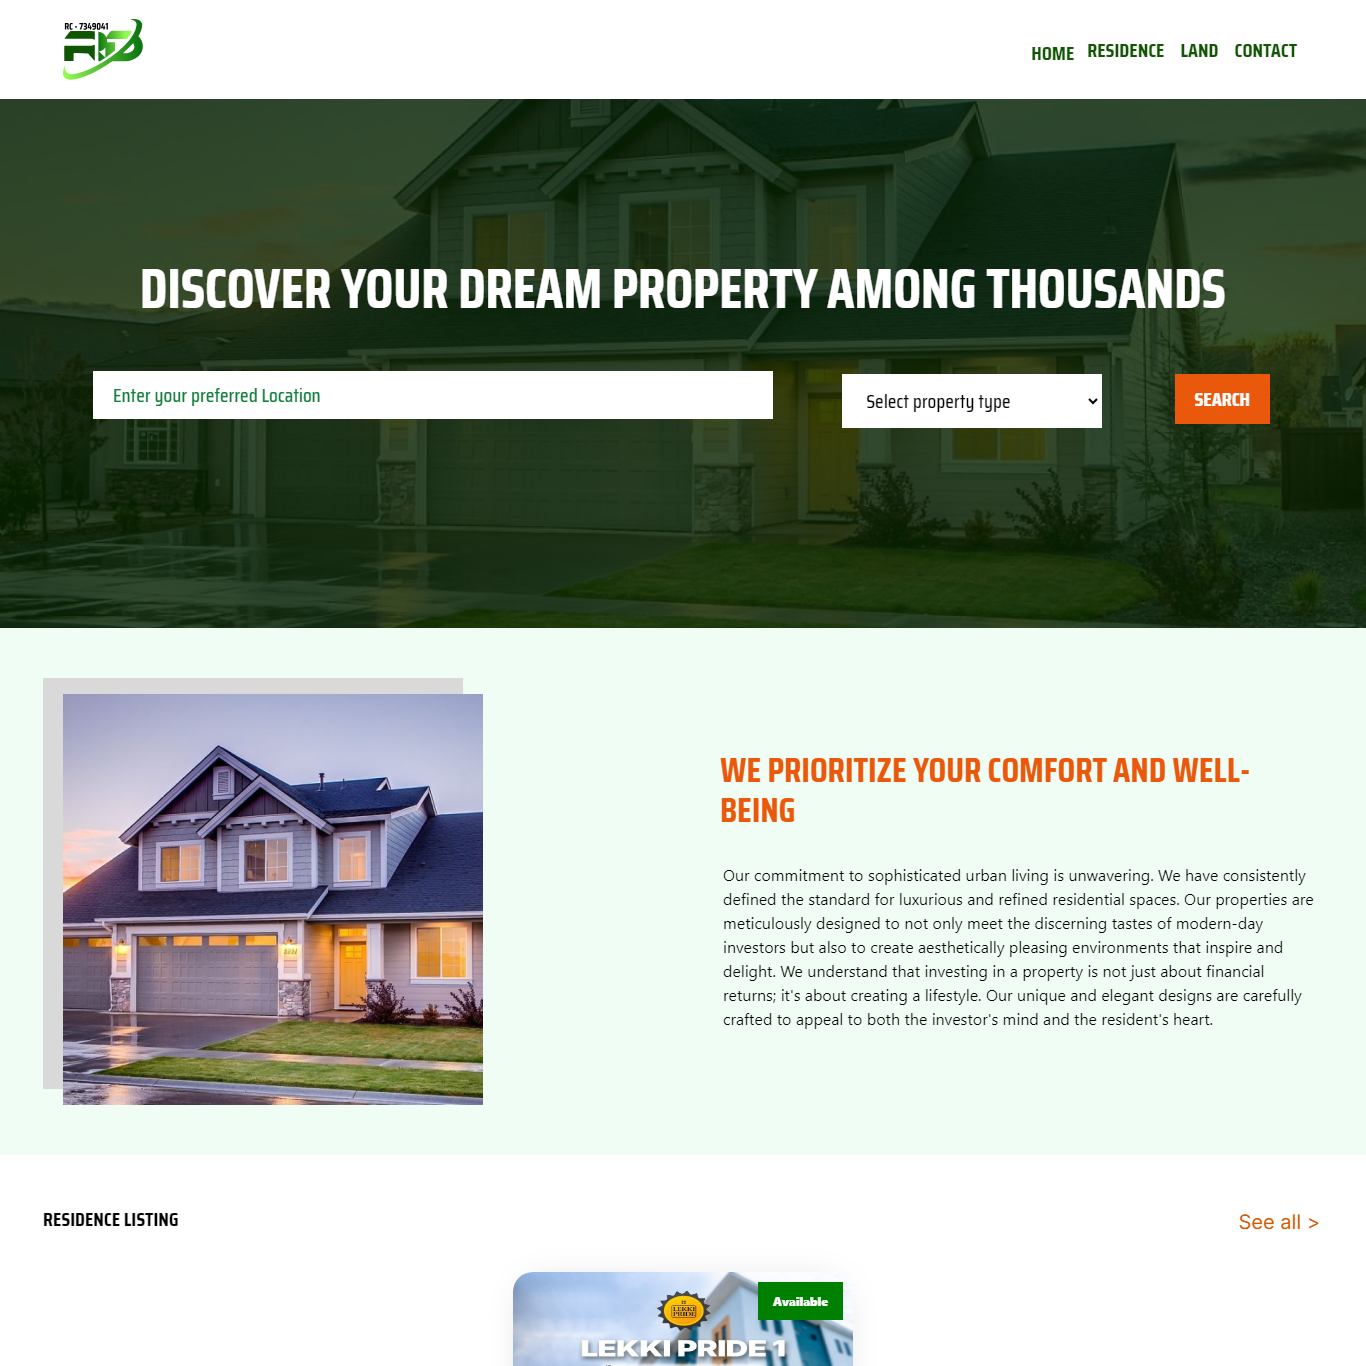 RC - 7349041
HOME RESIDENCE LAND CONTACT
DISCOVER YOUR DREAM PROPERTY AMONG THOUSANDS
Enter your preferred Location
Select property type
SEARCH
WE PRIORITIZE YOUR COMFORT AND WELL-
BEING
Our commitment to sophisticated urban living is unwavering. We have consistently
defined the standard for luxurious and refined residential spaces. Our properties are
meticulously designed to not only meet the discerning tastes of modern-day
investors but also to create aesthetically pleasing environments that inspire and
delight. We understand that investing in a property is not just about financial
returns; it's about creating a lifestyle. Our unique and elegant designs are carefully
crafted to appeal to both the investor's mind and the resident's heart.
RESIDENCE LISTING
See all >
Available
LEKKI
PRIDE
LEKKI PRIDE 1